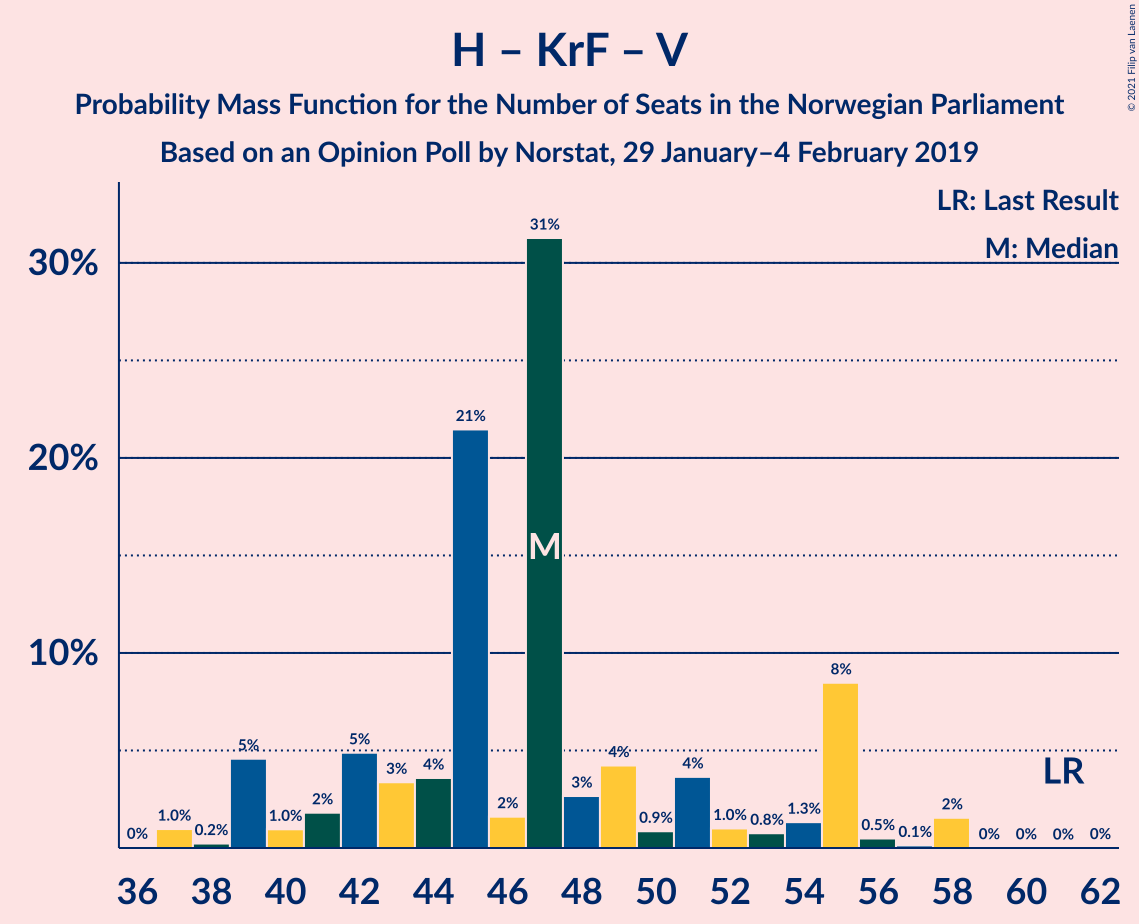 H – KrF – V
Probability Mass Function for the Number of Seats in the Norwegian Parliament
Based on an Opinion Poll by Norstat, 29 January–4 February 2019
© 2021 Filip van Laenen
LR: Last Result
M: Median
30%
20%
10%
0% 1.0% 0.2% 5% 1.0% 2% 5% 3% 4% 21% 2% 31% 3% 4% 0.9% 4% 1.0% 0.8% 1.3% 8% 0.5% 0.1% 2% 0% 0% 0% 0%
M
LR
36 38 40 42 44 46 48 50 52 54 56 58 60 62